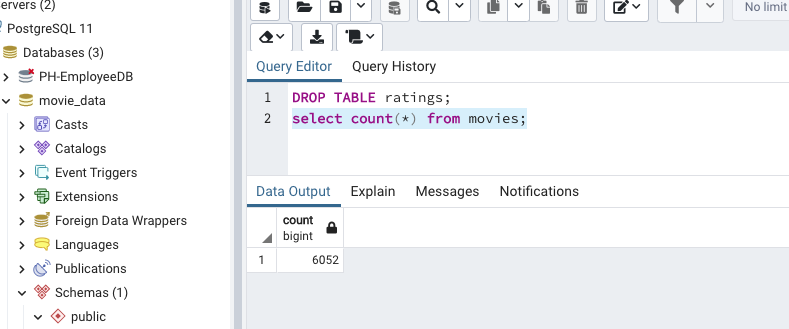 Servers (2)
PostgreSQL 11
Databases (3)
PH-EmployeeDB
movie_data
Casts
Catalogs
Event Triggers
Extensions
Foreign Data Wrappers
Languages
Publications
Schemas (1)
public
No limit
Query Editor Query History
1 DROP TABLE ratings;
2 select count(*) from movies;
Data Output Explain Messages Notifications
count
bigint
1 6052